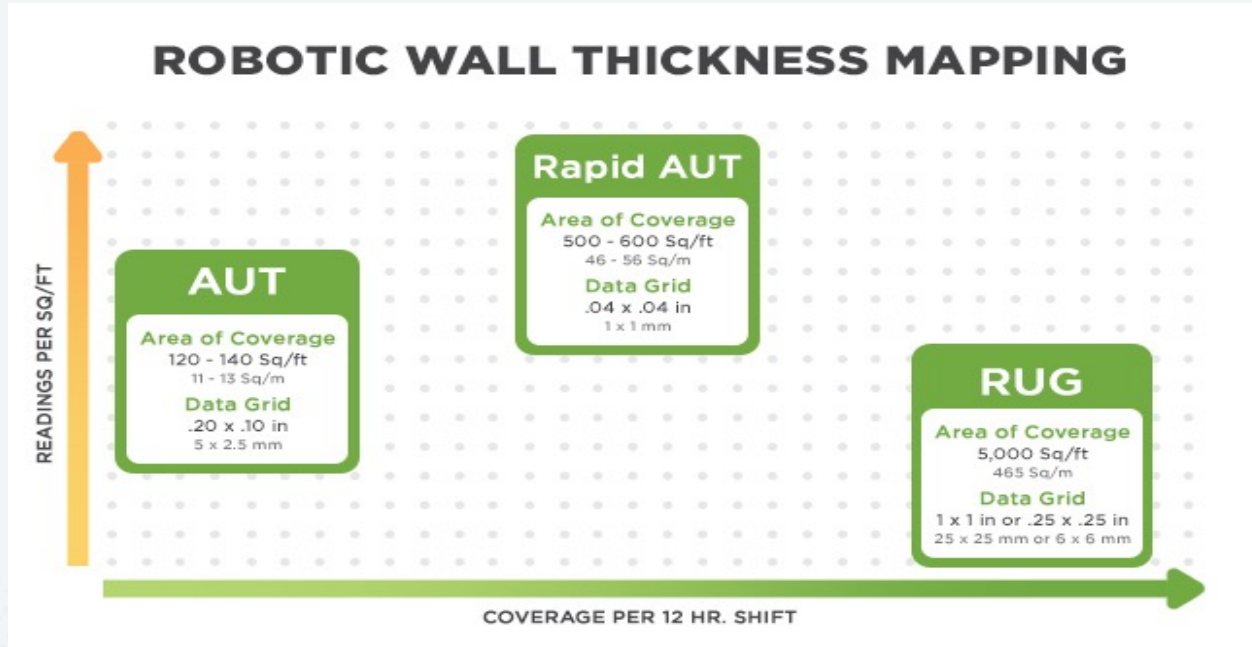 ROBOTIC WALL THICKNESS MAPPING
READINGS PER SQ/FT
AUT
Area of Coverage
120 - 140 Sq/ft
11 - 13 Sq/m
Data Grid
.20 x .10 in
5 x 2.5 mm
Rapid AUT
Area of Coverage
500 - 600 Sq/ft
46 - 56 Sq/m
Data Grid
.04 x .04 in
1 x 1 mm
RUG
Area of Coverage
5,000 Sq/ft
465 Sq/m
Data Grid
1 x 1 in or .25 x .25 in
25 x 25 mm or 6 x 6 mm
COVERAGE PER 12 HR. SHIFT